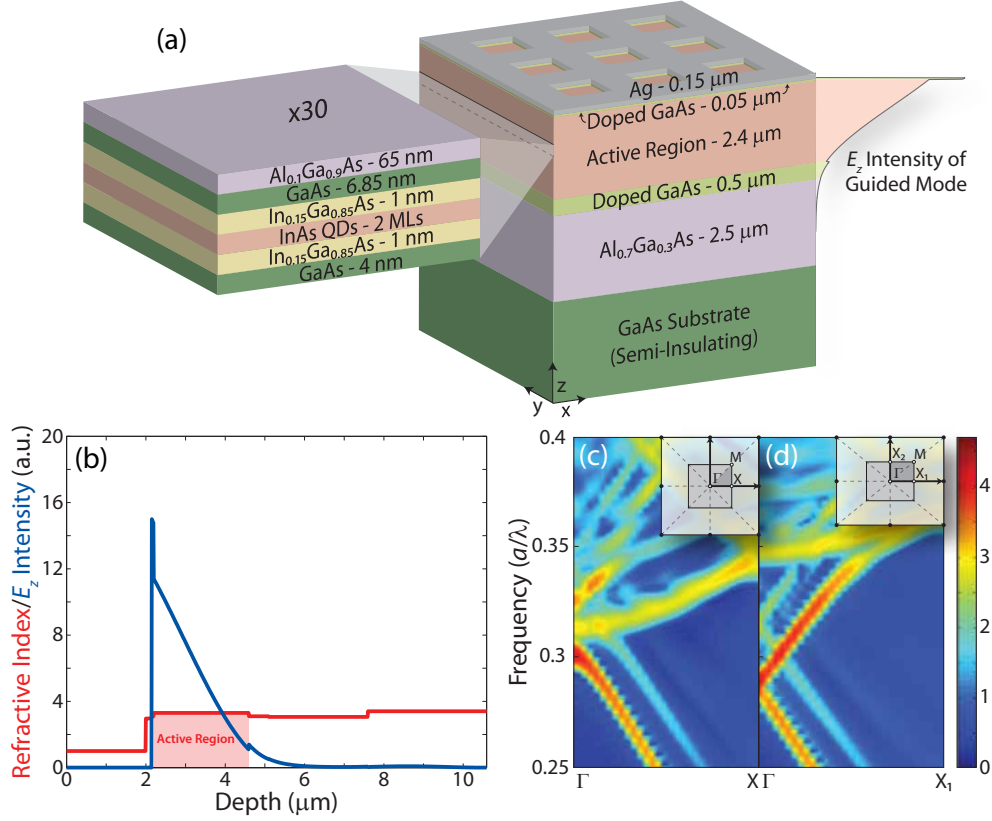 (a)
x30
Al0.1Ga0.9As - 65 nm
GaAs - 6.85 nm
In0.15Ga0.85As - 1 nm
InAs QDs - 2 MLs
In0.15Ga0.85As - 1 nm
GaAs - 4 nm
Ag - 0.15 μm
Doped GaAs - 0.05 μm
Active Region - 2.4 μm
Doped GaAs - 0.5 μm
Al0.7Ga0.3As - 2.5 μm
GaAs Substrate
(Semi-Insulating)
z
y
x
Ez Intensity of
Guided Mode
(b)
Refractive Index/Ez Intensity (a.u.)
20
16
12
8
4
0
Active Region
0 2 4 6 8 10
Depth (μm)
(c)
Frequency (a/λ)
0.4
0.35
0.3
0.25
Γ X
M
Γ
X
(d)
X2 M
Γ
X1
Γ X1
4
3
2
1
0